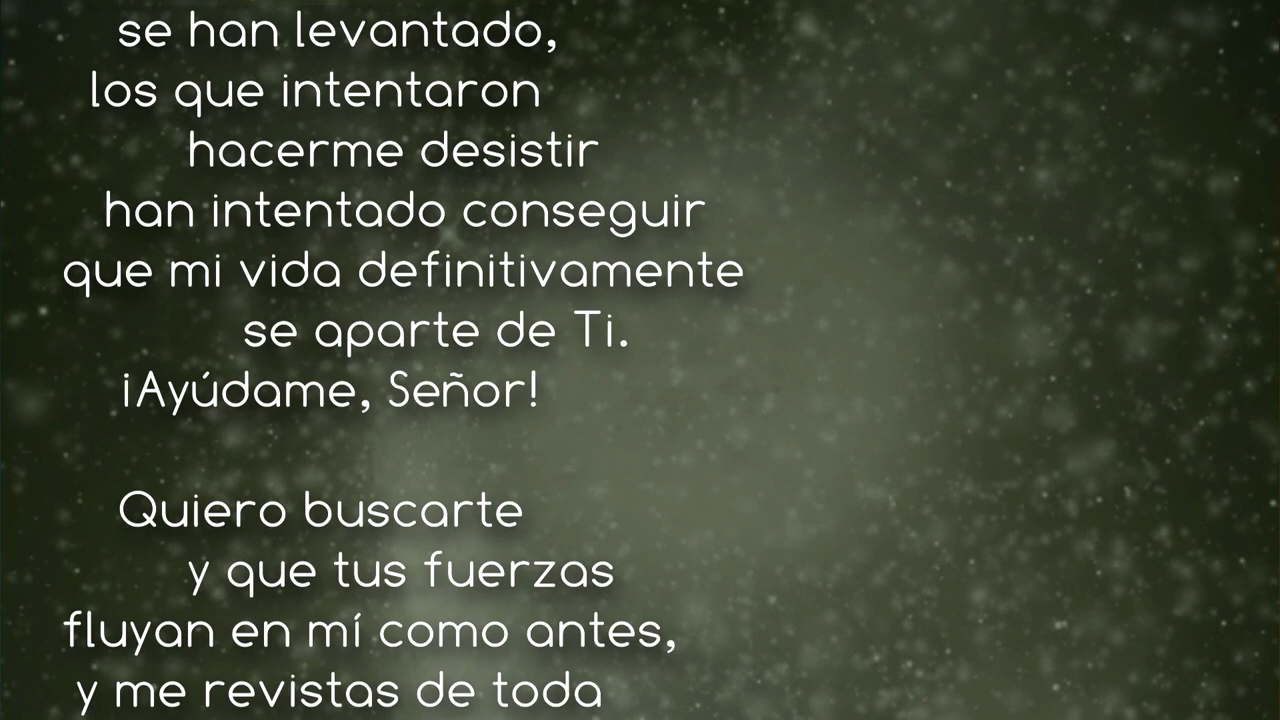 se han levantado,
los que intentaron
hacerme desistir
han intentado conseguir
que mi vida definitivamente
se aparte de Ti.
¡Ayúdame, Señor!
Quiero buscarte
y que tus fuerzas
fluyan en mí como antes,
y me revistas de toda